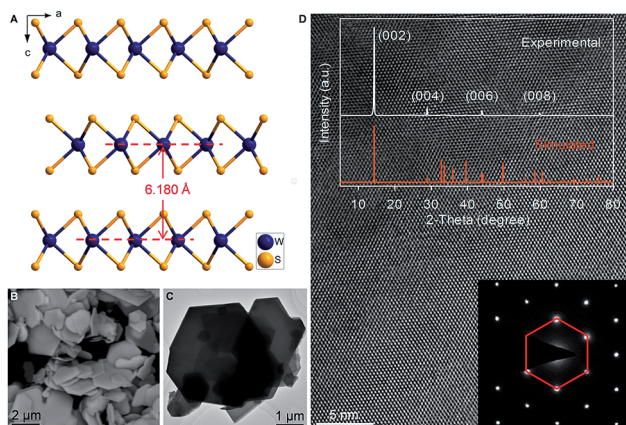 A
a
c
6.180 Å
W
S
B
2 μm
C
1 μm
D
(002)
Experimental
(004)
(006)
(008)
Intensity (a.u.)
Simulated
10 20 30 40 50 60 70 80
2-Theta (degree)
5 nm